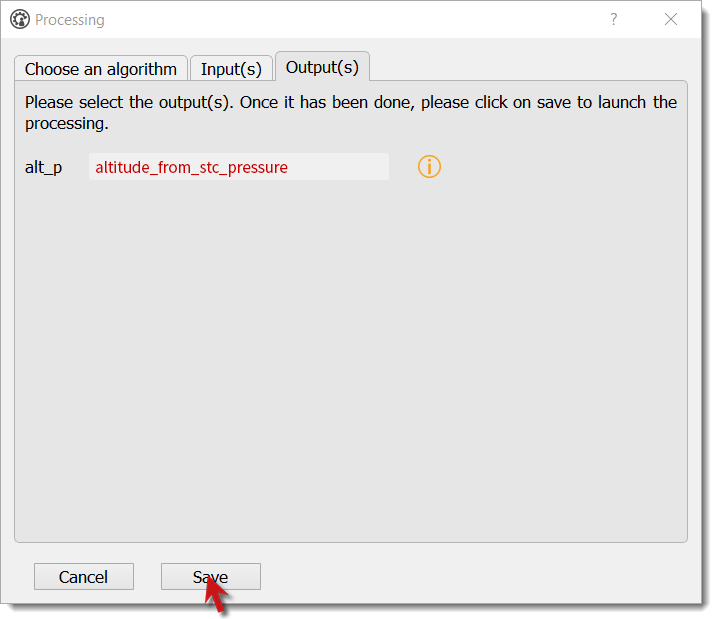 Processing
?
Choose an algorithm Input(s) Output(s)
Please select the output(s). Once it has been done, please click on save to launch the
processing.
alt_p altitude_from_stc_pressure
Cancel Save